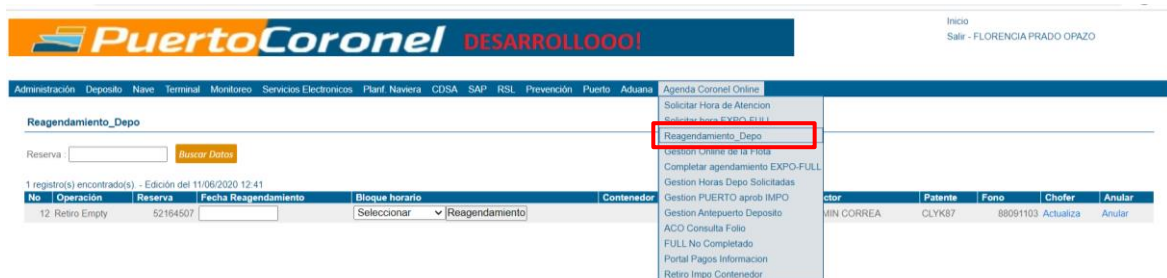 Inicio
PuertoCoronel DESARROLLOOO!
Salir - FLORENCIA PRADO OPAZO
Administración Deposito Nave Terminal Monitoreo Servicios Electronicos Planf. Naviera CDSA SAP RSL Prevención Puerto Aduana Agenda Coronel Online
Solicitar Hora de Atencion
Solicitar hora EXPO-FULL
Reagendamiento_Depo
Gestion Online de la Flota
Completar agendamiento EXPO-FULL
Gestion Horas Depo Solicitadas
Gestion PUERTO aprob IMPO
Gestion Antepuerto Deposito
ACO Consulta Folio
FULL No Completado
Portal Pagos Informacion
Retiro Impo Contenedor
Reagendamiento_Depo
Reserva : Buscar Datos
1 registro(s) encontrado(s). - Edición del 11/06/2020 12:41
No Operación Reserva Fecha Reagendamiento Bloque horario Contenedor ctor Patente Fono Chofer Anular
12 Retiro Empty 52164507 Seleccionar Reagendamiento MIN CORREA CLYK87 88091103 Actualiza Anular